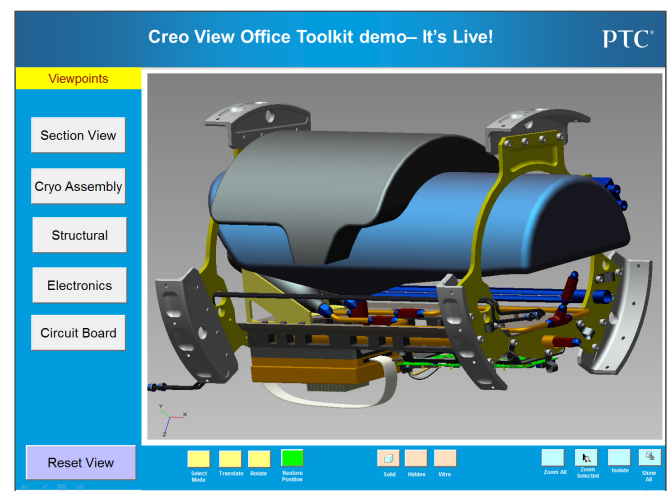 Creo View Office Toolkit demo– It's Live!
PTC®
Viewpoints
Section View
Cryo Assembly
Structural
Electronics
Circuit Board
Reset View
Select
Mode
Translate
Rotate
Restore
Position
Solid
Hidden
Wire
Zoom All
Zoom
Selected
Isolate
Show
All
Y
X
Z